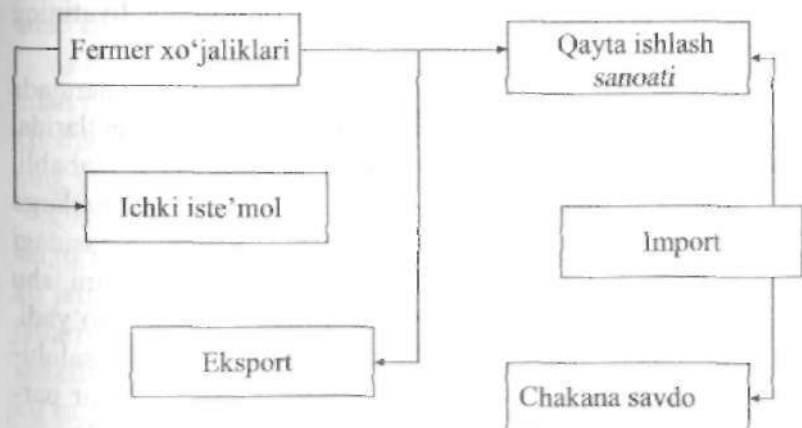 Fermer xo‘jaliklari
Qayta ishlash
sanoati
Ichki iste’mol
Import
Eksport
Chakana savdo